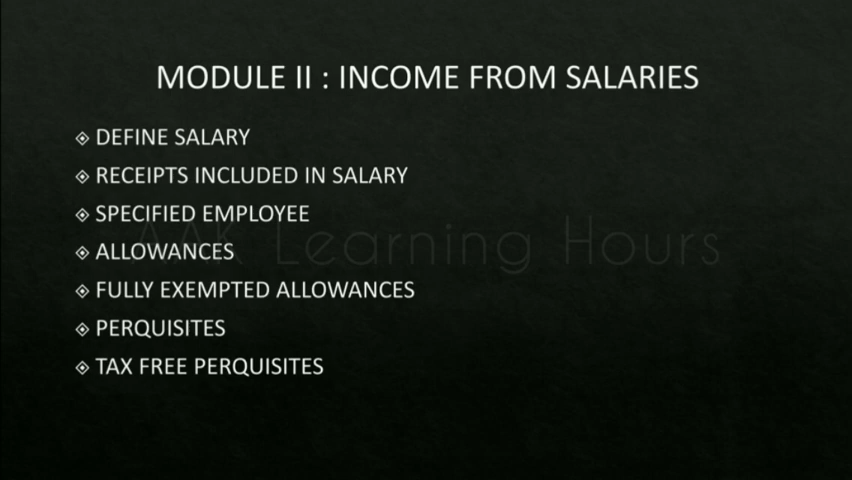 MODULE II : INCOME FROM SALARIES
DEFINE SALARY
RECEIPTS INCLUDED IN SALARY
SPECIFIED EMPLOYEE
AAK Learning Hours
ALLOWANCES
FULLY EXEMPTED ALLOWANCES
PERQUISITES
TAX FREE PERQUISITES